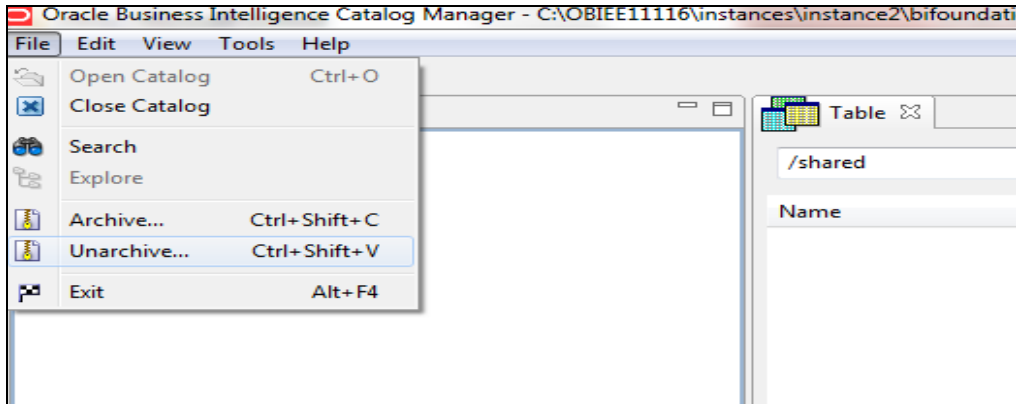 Oracle Business Intelligence Catalog Manager - C:\OBIEE11116\instances\instance2\bifoundati
File Edit View Tools Help
Open Catalog Ctrl+O
Close Catalog
Search
Explore
Archive... Ctrl+Shift+C
Unarchive... Ctrl+Shift+V
Exit Alt+F4
Table
/shared
Name